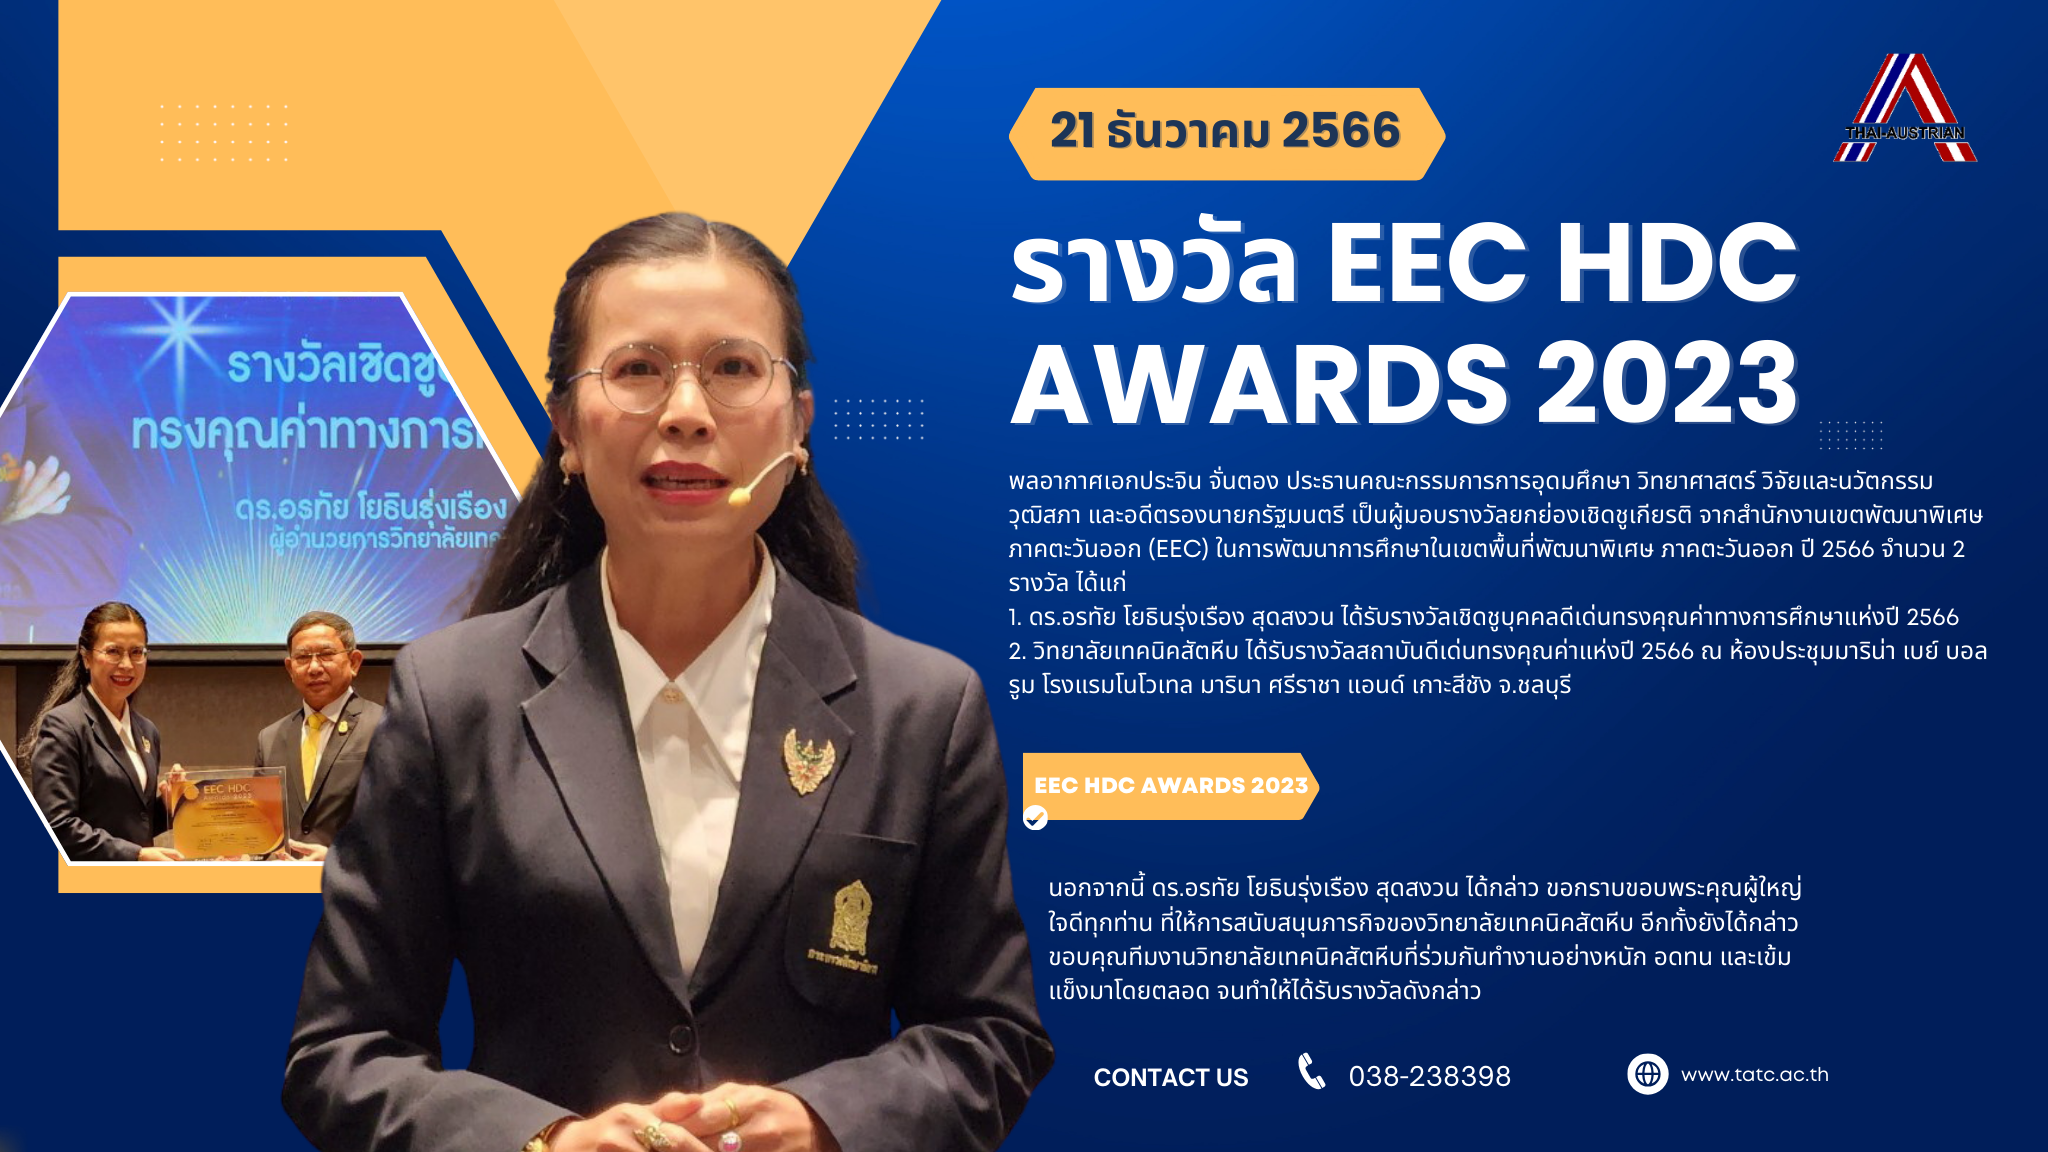 21 ธันวาคม 2566
THAI-AUSTRIAN
รางวัล EEC HDC
AWARDS 2023
พลอากาศเอกประจิน จั่นตอง ประธานคณะกรรมการการอุดมศึกษา วิทยาศาสตร์ วิจัยและนวัตกรรม
วุฒิสภา และอดีตรองนายกรัฐมนตรี เป็นผู้มอบรางวัลยกย่องเชิดชูเกียรติ จากสำนักงานเขตพัฒนาพิเศษ
ภาคตะวันออก (EEC) ในการพัฒนาการศึกษาในเขตพื้นที่พัฒนาพิเศษ ภาคตะวันออก ปี 2566 จำนวน 2
รางวัล ได้แก่
1. ดร.อรทัย โยธินรุ่งเรือง สุดสงวน ได้รับรางวัลเชิดชูบุคคลดีเด่นทรงคุณค่าทางการศึกษาแห่งปี 2566
2. วิทยาลัยเทคนิคสัตหีบ ได้รับรางวัลสถาบันดีเด่นทรงคุณค่าแห่งปี 2566 ณ ห้องประชุมมาริน่า เบย์ บอล
รูม โรงแรมโนโวเทล มารินา ศรีราชา แอนด์ เกาะสีชัง จ.ชลบุรี
EEC HDC AWARDS 2023
นอกจากนี้ ดร.อรทัย โยธินรุ่งเรือง สุดสงวน ได้กล่าว ขอกราบขอบพระคุณผู้ใหญ่
ใจดีทุกท่าน ที่ให้การสนับสนุนภารกิจของวิทยาลัยเทคนิคสัตหีบ อีกทั้งยังได้กล่าว
ขอบคุณทีมงานวิทยาลัยเทคนิคสัตหีบที่ร่วมกันทำงานอย่างหนัก อดทน และเข้ม
แข็งมาโดยตลอด จนทำให้ได้รับรางวัลดังกล่าว
CONTACT US
038-238398
www.tatc.ac.th
รางวัลเชิดชู
ทรงคุณค่าทางการ
ดร.อรทัย โยธินรุ่งเรือง
ผู้อำนวยการวิทยาลัยเทค
EEC HDC
Awards 2023